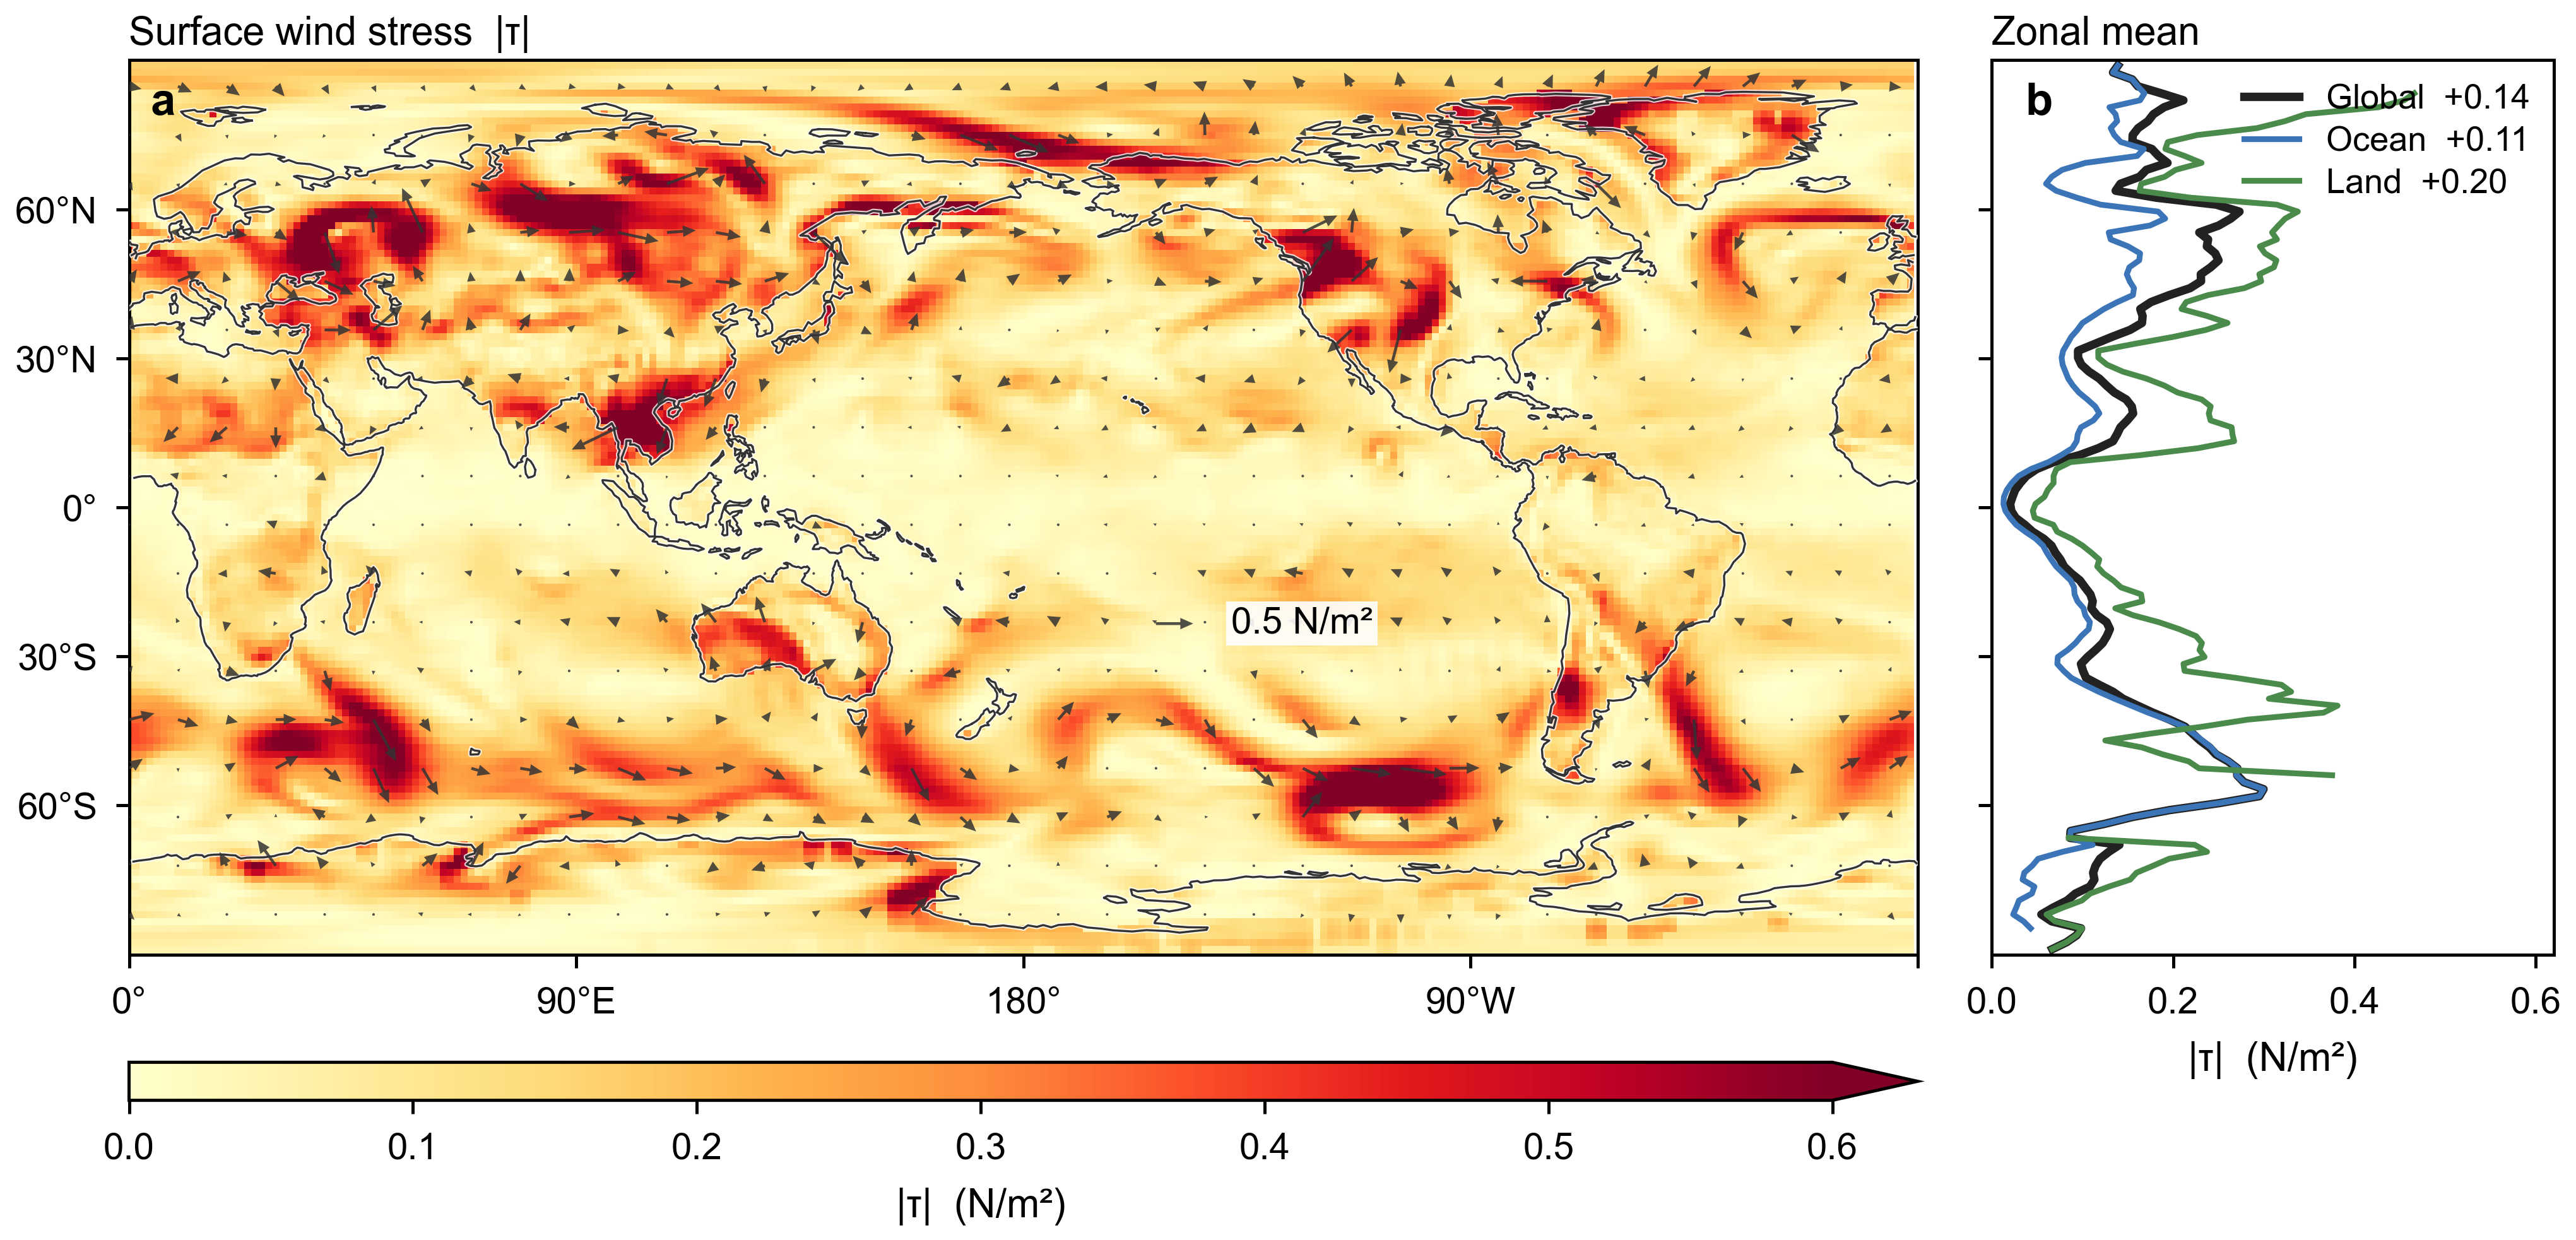 Surface wind stress |τ|
Zonal mean
a
b
Global +0.14
Ocean +0.11
Land +0.20
60°N
30°N
0°
30°S
60°S
0.5 N/m²
0°
90°E
180°
90°W
0.0
0.2
0.4
0.6
|τ| (N/m²)
0.0
0.1
0.2
0.3
0.4
0.5
0.6
|τ| (N/m²)